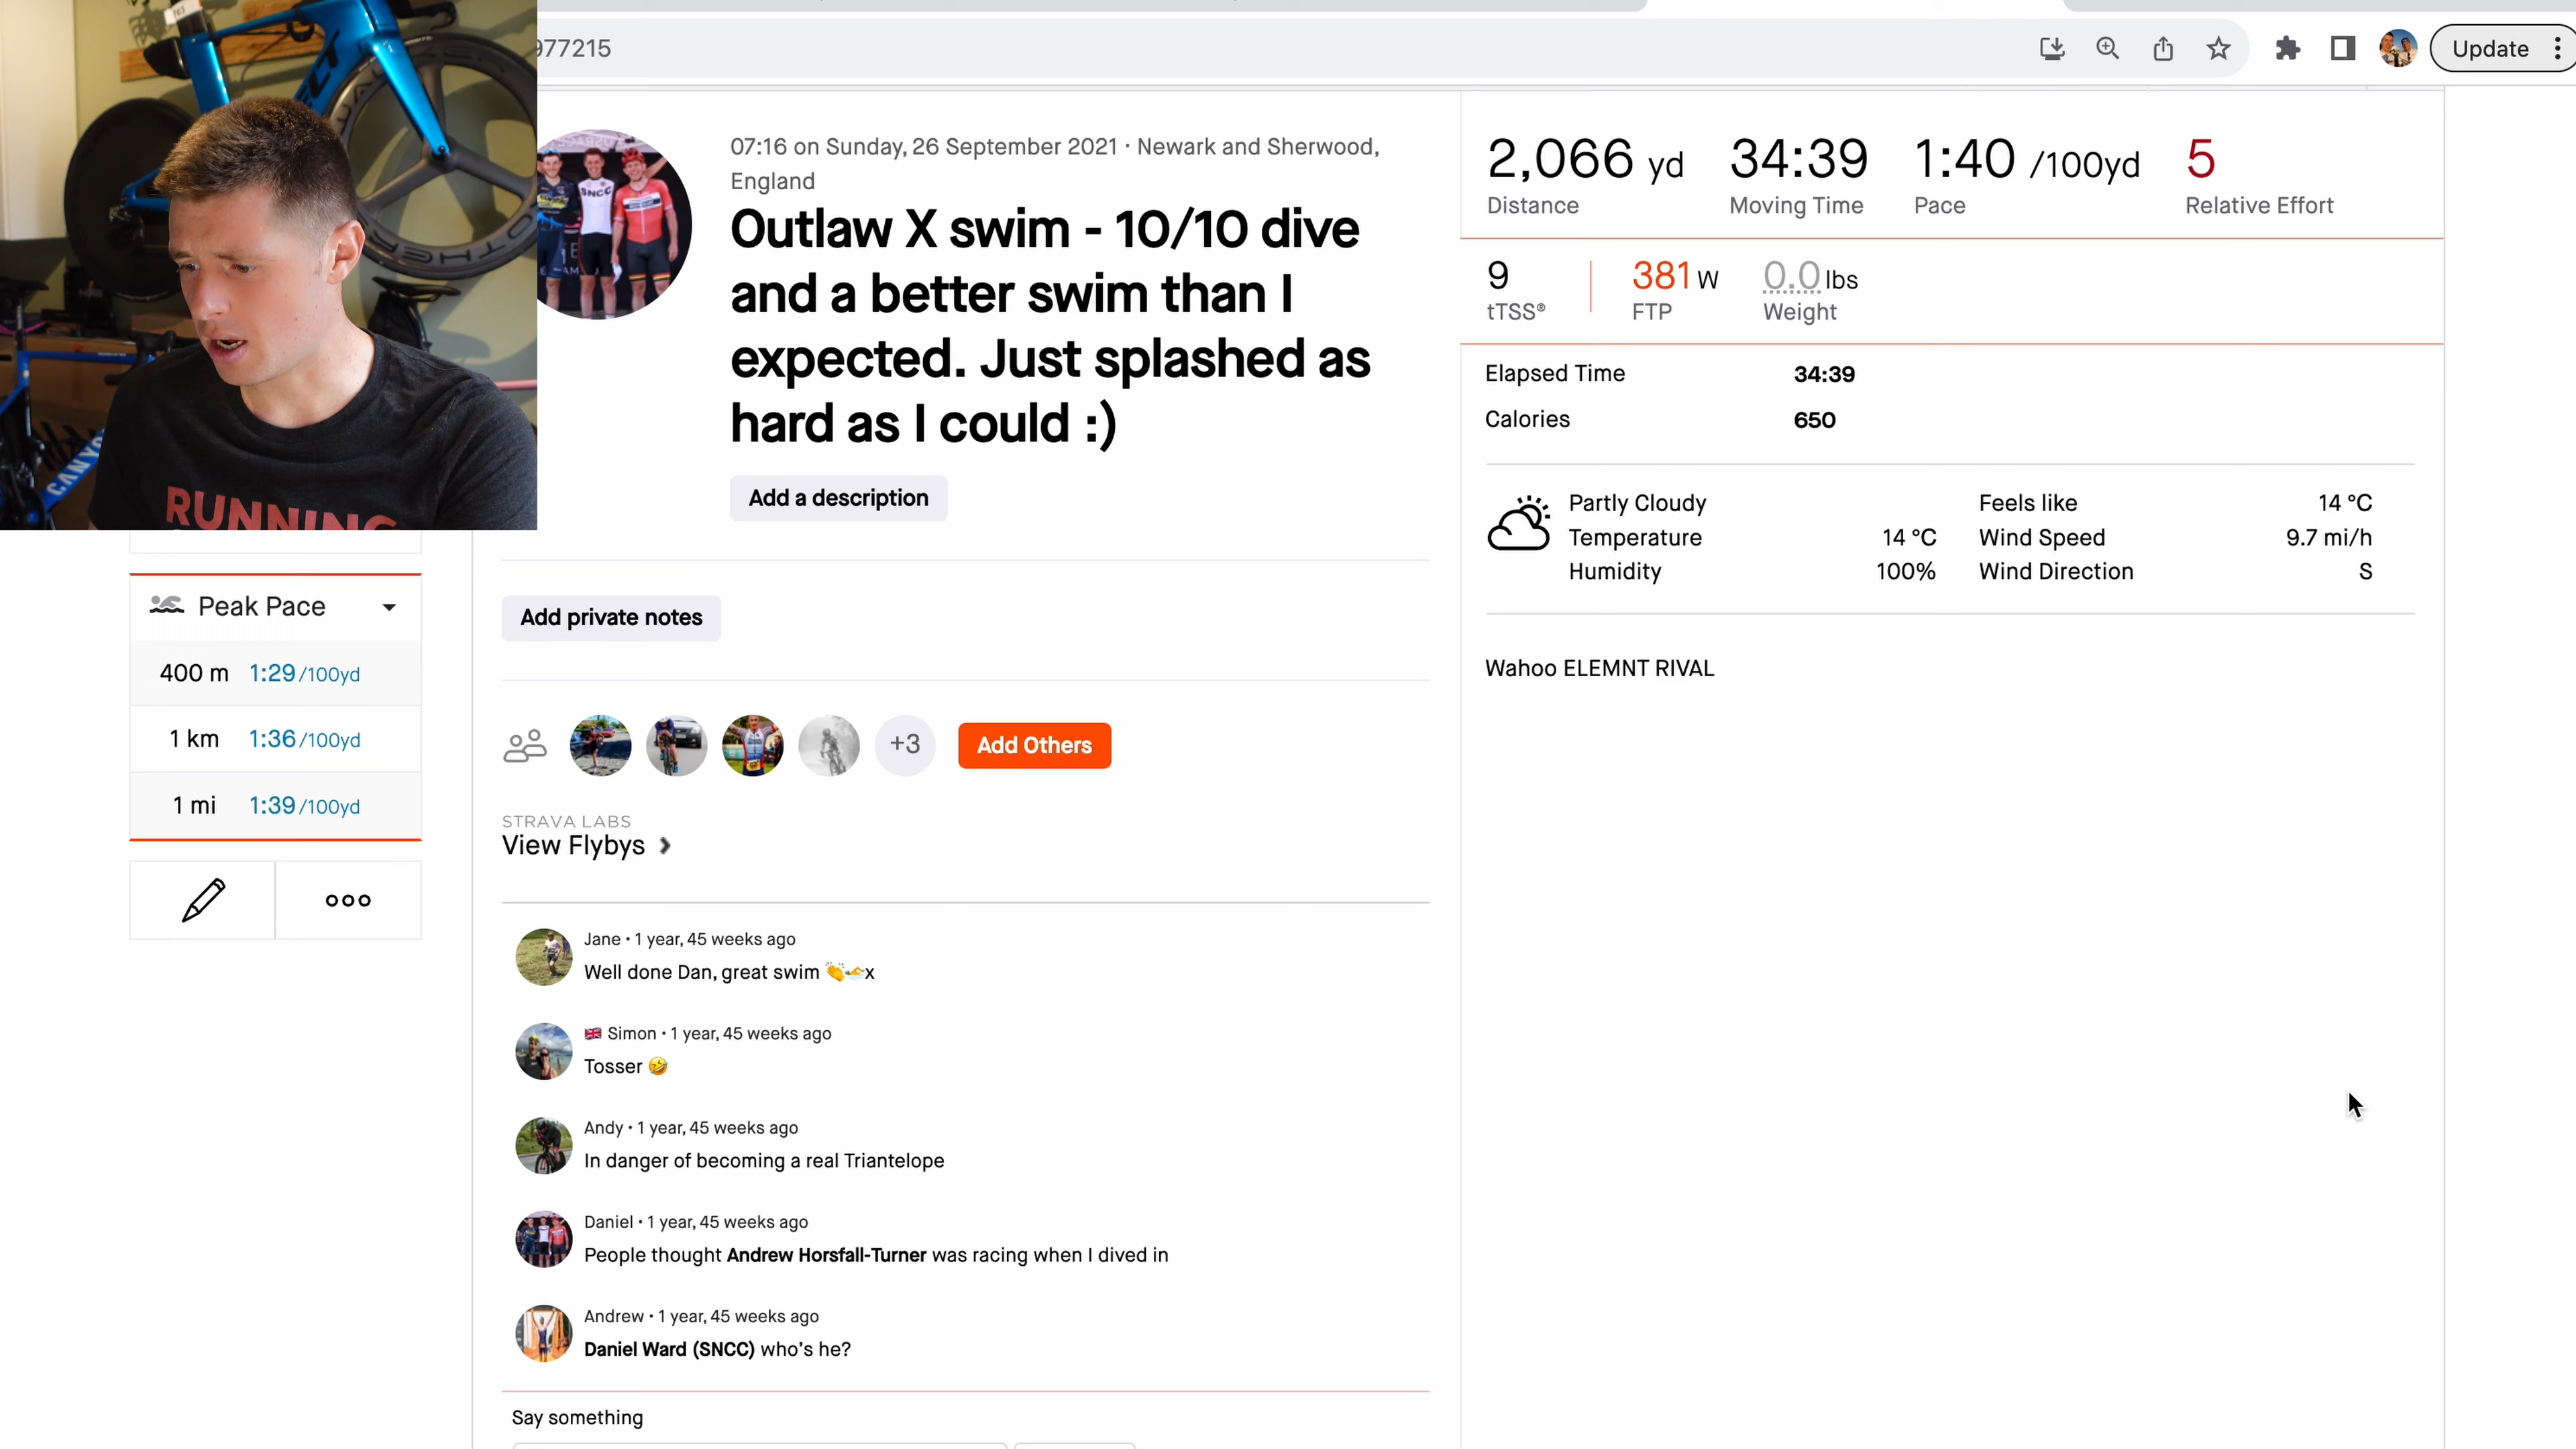 977215
Update
07:16 on Sunday, 26 September 2021 · Newark and Sherwood,
England
Outlaw X swim - 10/10 dive
and a better swim than I
expected. Just splashed as
hard as I could :)
Add a description
Add private notes
+3
Add Others
STRAVA LABS
View Flybys
Jane • 1 year, 45 weeks ago
Well done Dan, great swim 👏🏊x
🇬🇧 Simon • 1 year, 45 weeks ago
Tosser 🤣
Andy • 1 year, 45 weeks ago
In danger of becoming a real Triantelope
Daniel • 1 year, 45 weeks ago
People thought Andrew Horsfall-Turner was racing when I dived in
Andrew • 1 year, 45 weeks ago
Daniel Ward (SNCC) who's he?
Say something
2,066 yd
Distance
34:39
Moving Time
1:40 /100yd
Pace
5
Relative Effort
9
tTSS®
381 W
FTP
0.0 lbs
Weight
Elapsed Time 34:39
Calories 650
Partly Cloudy
Temperature 14 °C
Humidity 100%
Feels like 14 °C
Wind Speed 9.7 mi/h
Wind Direction S
Wahoo ELEMNT RIVAL
Peak Pace
400 m 1:29/100yd
1 km 1:36/100yd
1 mi 1:39/100yd
RUNNING
CANYO
SNCC